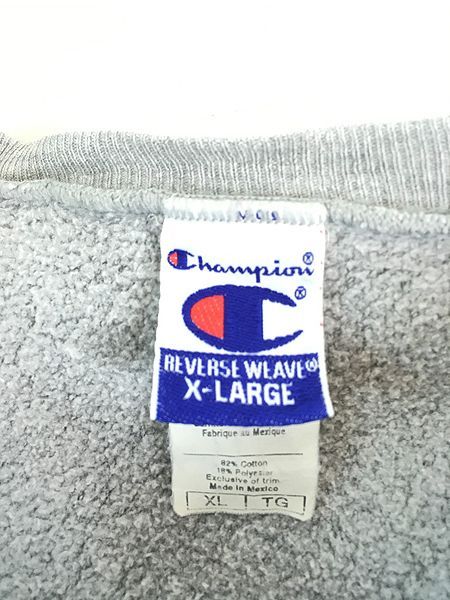 Champion®
®
REVERSE WEAVE®
X-LARGE
Fabrique au Mexique
82% Cotton
18% Polyester
Exclusive of trim.
Made in Mexico
XL TG